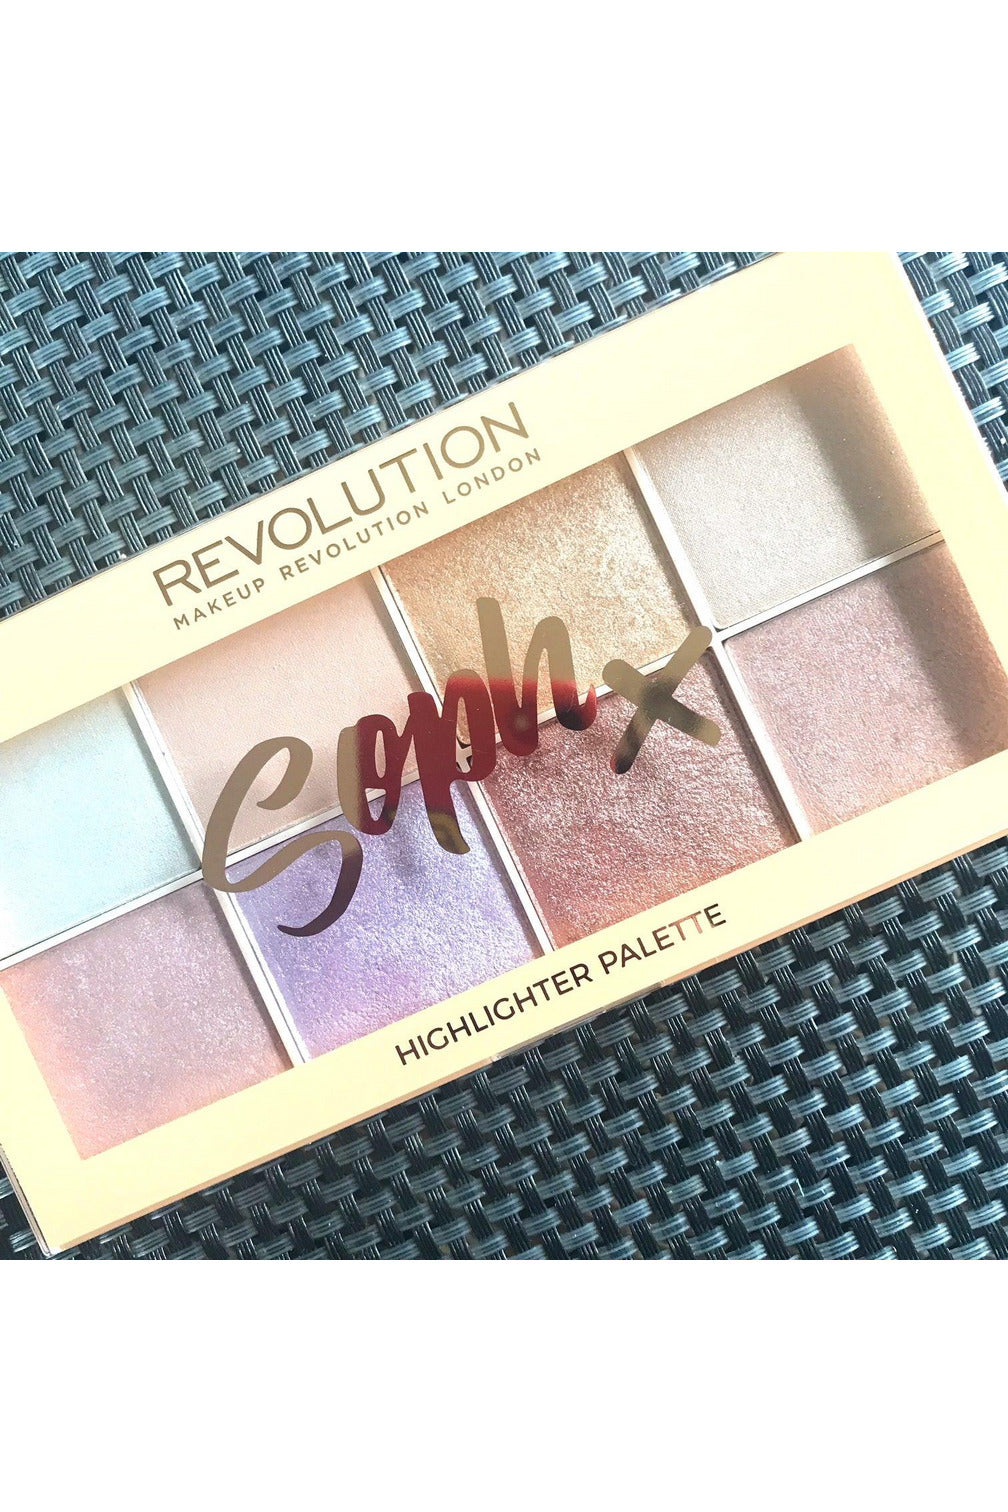 REVOLUTION
MAKEUP REVOLUTION LONDON
Soph x
HIGHLIGHTER PALETTE